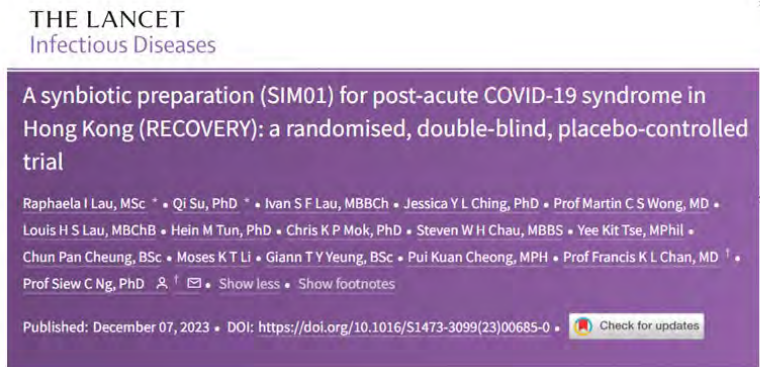 THE LANCET
Infectious Diseases
A synbiotic preparation (SIM01) for post-acute COVID-19 syndrome in
Hong Kong (RECOVERY): a randomised, double-blind, placebo-controlled
trial
Raphaela I Lau, MSc * • Qi Su, PhD * • Ivan S F Lau, MBBCh • Jessica Y L Ching, PhD • Prof Martin C S Wong, MD •
Louis H S Lau, MBChB • Hein M Tun, PhD • Chris K P Mok, PhD • Steven W H Chau, MBBS • Yee Kit Tse, MPhil •
Chun Pan Cheung, BSc • Moses K T Li • Giann T Y Yeung, BSc • Pui Kuan Cheong, MPH • Prof Francis K L Chan, MD † •
Prof Siew C Ng, PhD † • Show less • Show footnotes
Published: December 07, 2023 • DOI: https://doi.org/10.1016/S1473-3099(23)00685-0 • Check for updates